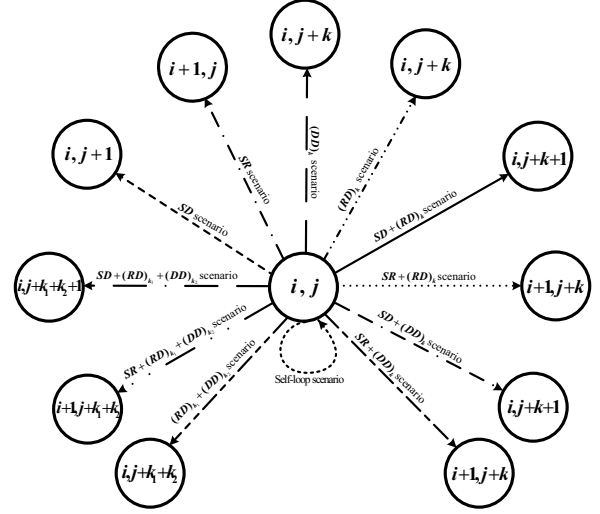 i, j+k
i+1, j
i, j+k
i, j+1
i, j+k+1
SR scenario
(DD)ₖ scenario
(RD)ₖ scenario
SD scenario
SD+(RD)ₖ scenario
SD+(RD)ₖ₁+(DD)ₖ₂ scenario
SR+(RD)ₖ scenario
i, j+k₁+k₂+1
i, j
i+1, j+k
SR+(RD)ₖ₁+(DD)ₖ₂ scenario
(RD)ₖ₁+(DD)ₖ₂ scenario
SD+(DD)ₖ scenario
SR+(DD)ₖ scenario
Self-loop scenario
i+1, j+k₁+k₂
i, j+k+1
i, j+k₁+k₂
i+1, j+k